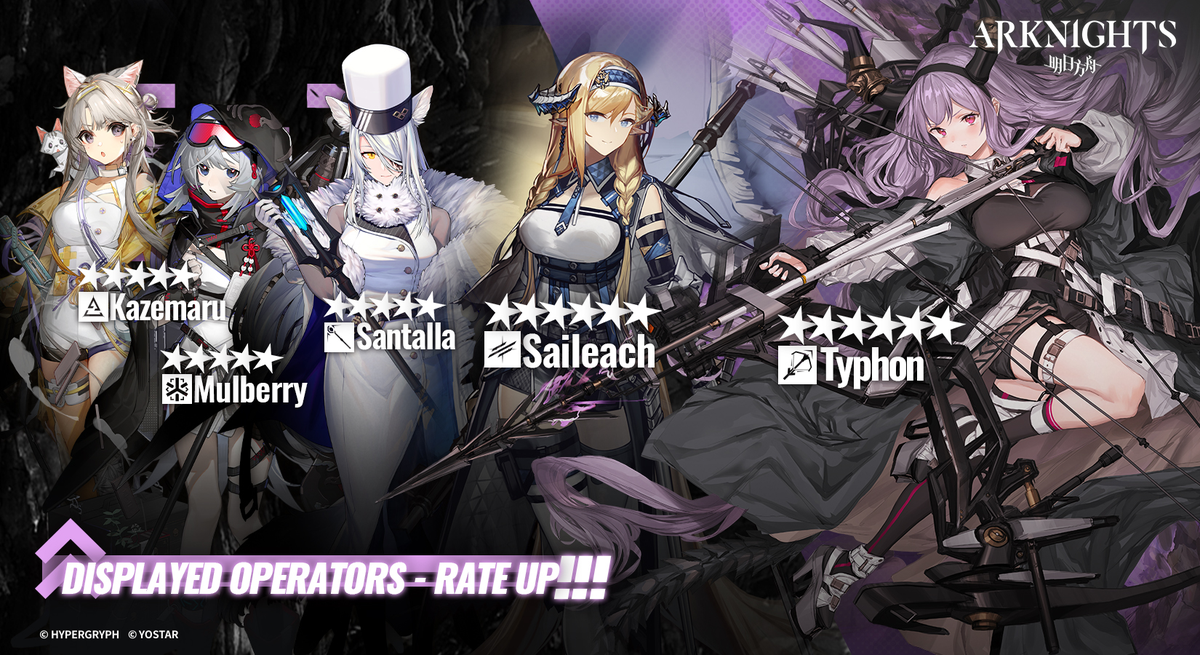 ARKNIGHTS
明日方舟
★★★★★
Kazemaru
★★★★★
Mulberry
★★★★★
Santalla
★★★★★★
Saileach
★★★★★★
Typhon
DISPLAYED OPERATORS - RATE UP!!!
© HYPERGRYPH © YOSTAR